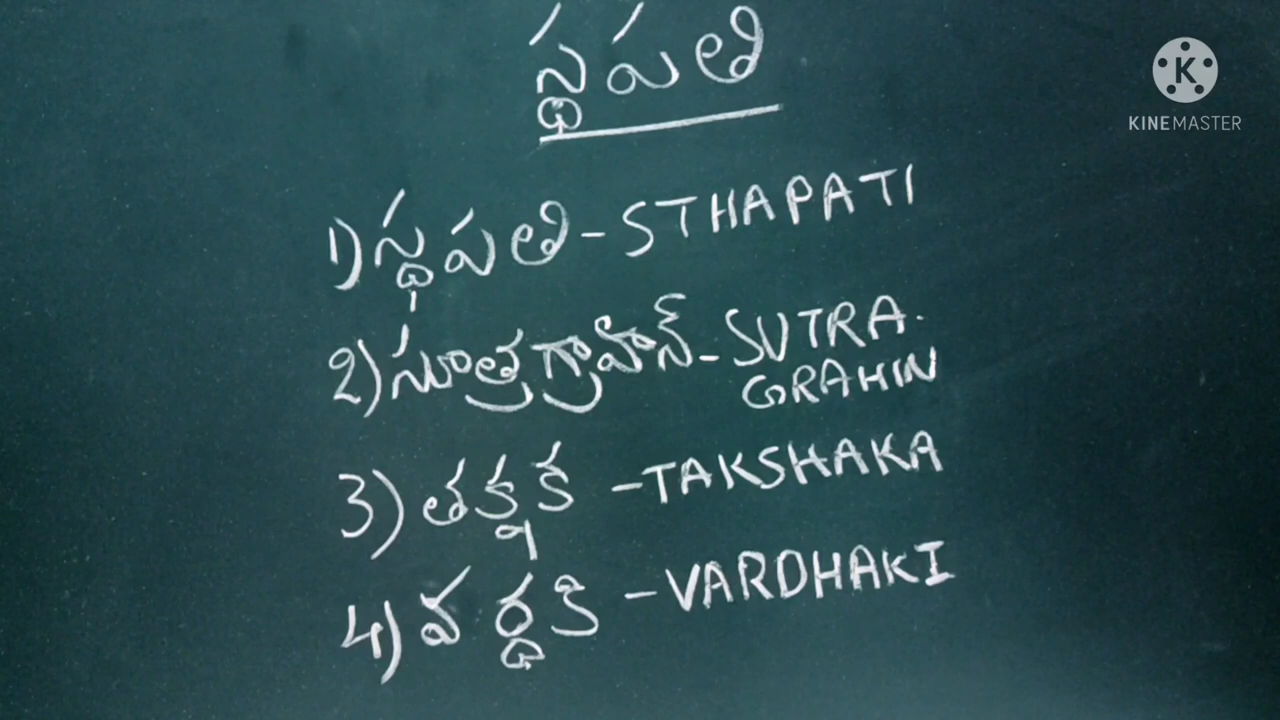 స్థపతి
1) స్థపతి - STHAPATI
2) సూత్రగ్రాహిన్ - SUTRA.
GRAHIN
3) తక్షక - TAKSHAKA
4) వర్ధకి - VARDHAKI
K
KINEMASTER